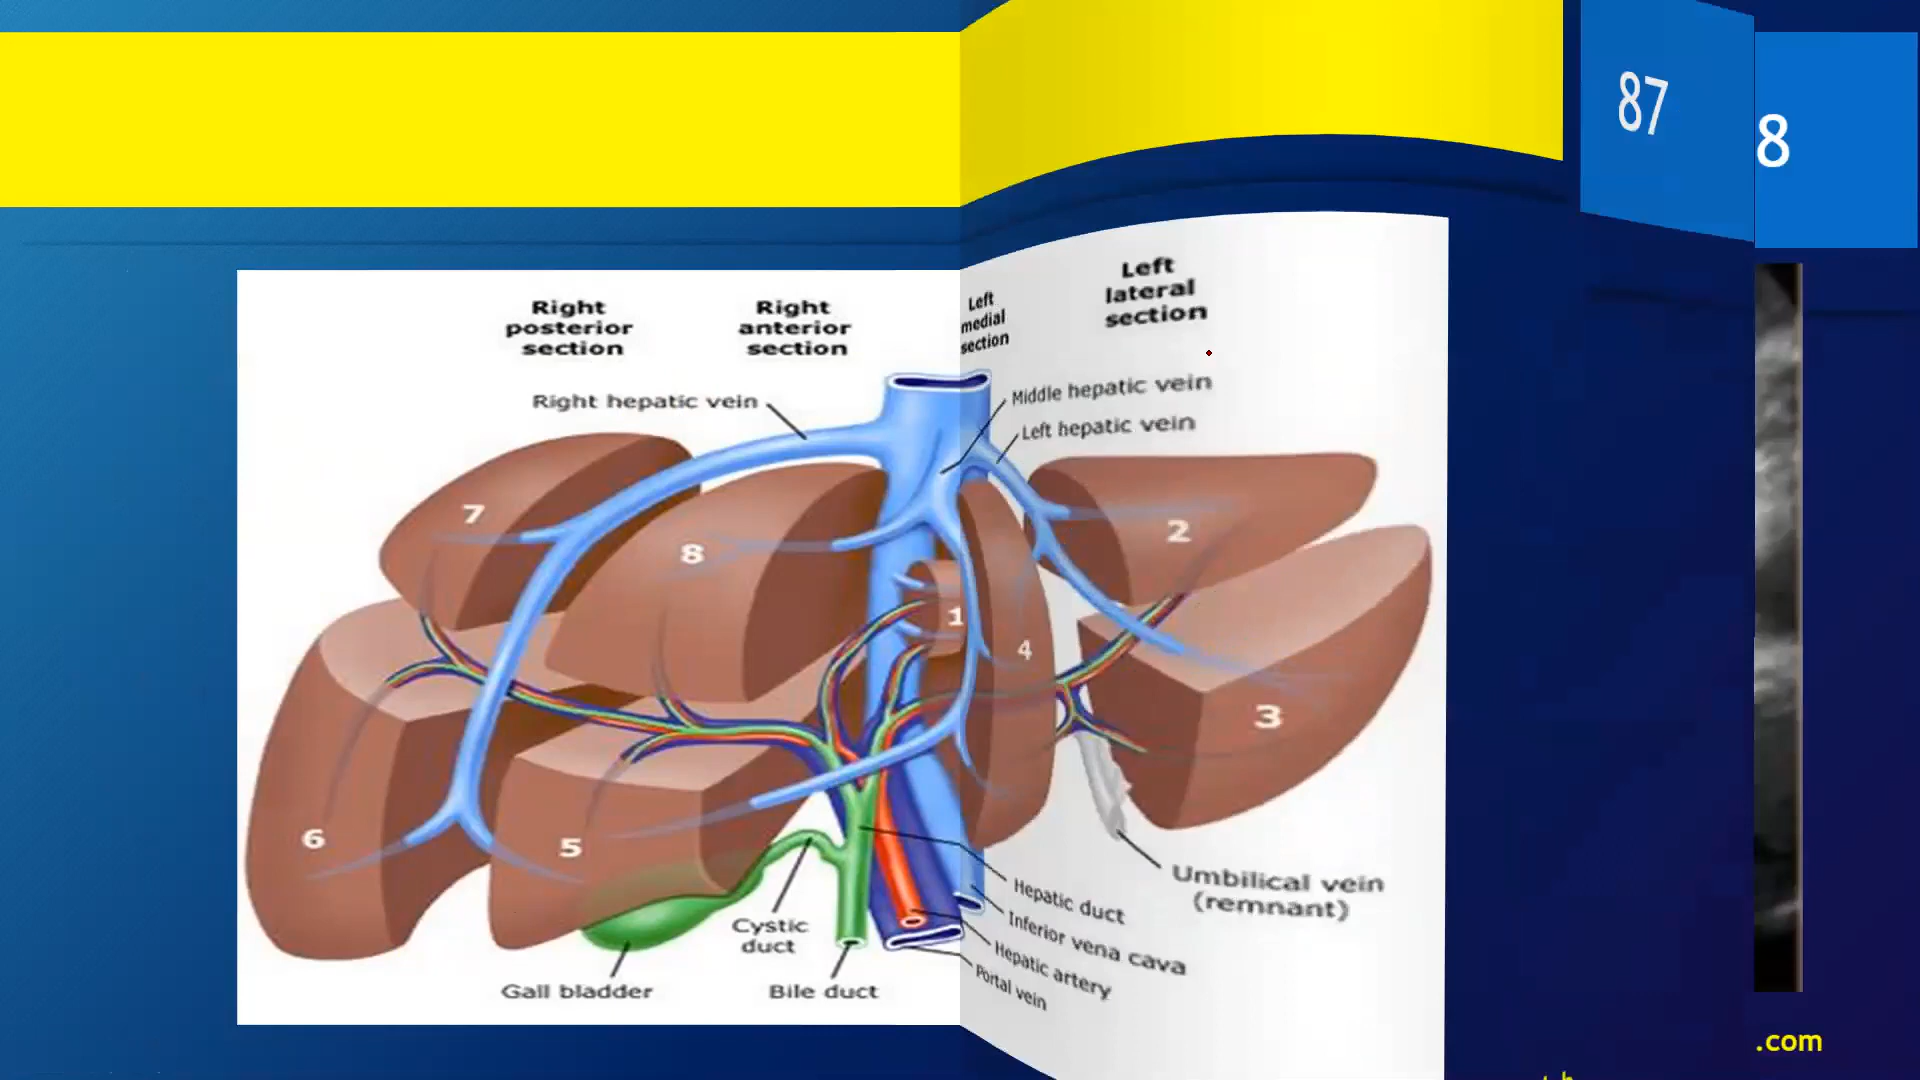 87
8
Right
posterior
section
Right
anterior
section
Left
medial
section
Left
lateral
section
Right hepatic vein
Middle hepatic vein
Left hepatic vein
7
8
2
1
4
3
6
5
Umbilical vein
(remnant)
Hepatic duct
Inferior vena cava
Hepatic artery
Portal vein
Cystic
duct
Gall bladder
Bile duct
.com